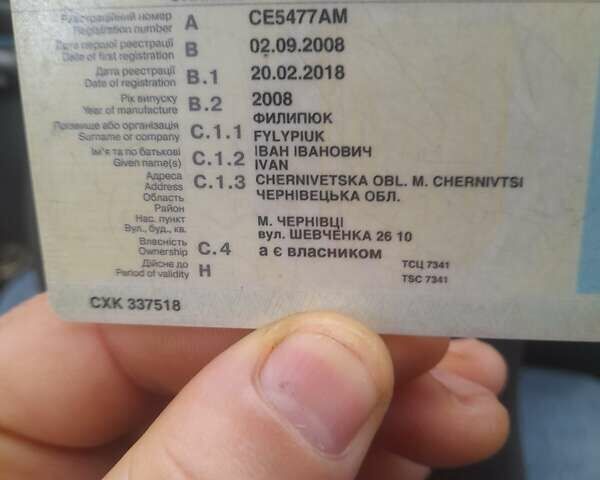 Реєстраційний номер A CE5477AM
Registration number
Дата першої реєстрації B 02.09.2008
Date of first registration
Дата реєстрації B.1 20.02.2018
Date of registration
Рік випуску B.2 2008
Year of manufacture
ФИЛИПЮК
Прізвище або організація C.1.1 FYLYPIUK
Surname or company
Ім'я та по батькові C.1.2 ІВАН ІВАНОВИЧ
Given name(s) IVAN
Адреса C.1.3 CHERNIVETSKA OBL. M. CHERNIVTSI
Address
Область ЧЕРНІВЕЦЬКА ОБЛ.
Район
Нас. пункт М. ЧЕРНІВЦІ
Вул., буд., кв. вул. ШЕВЧЕНКА 26 10
Власність C.4 а є власником
Ownership
Дійсне до H ТСЦ 7341
Period of validity TSC 7341
СХК 337518